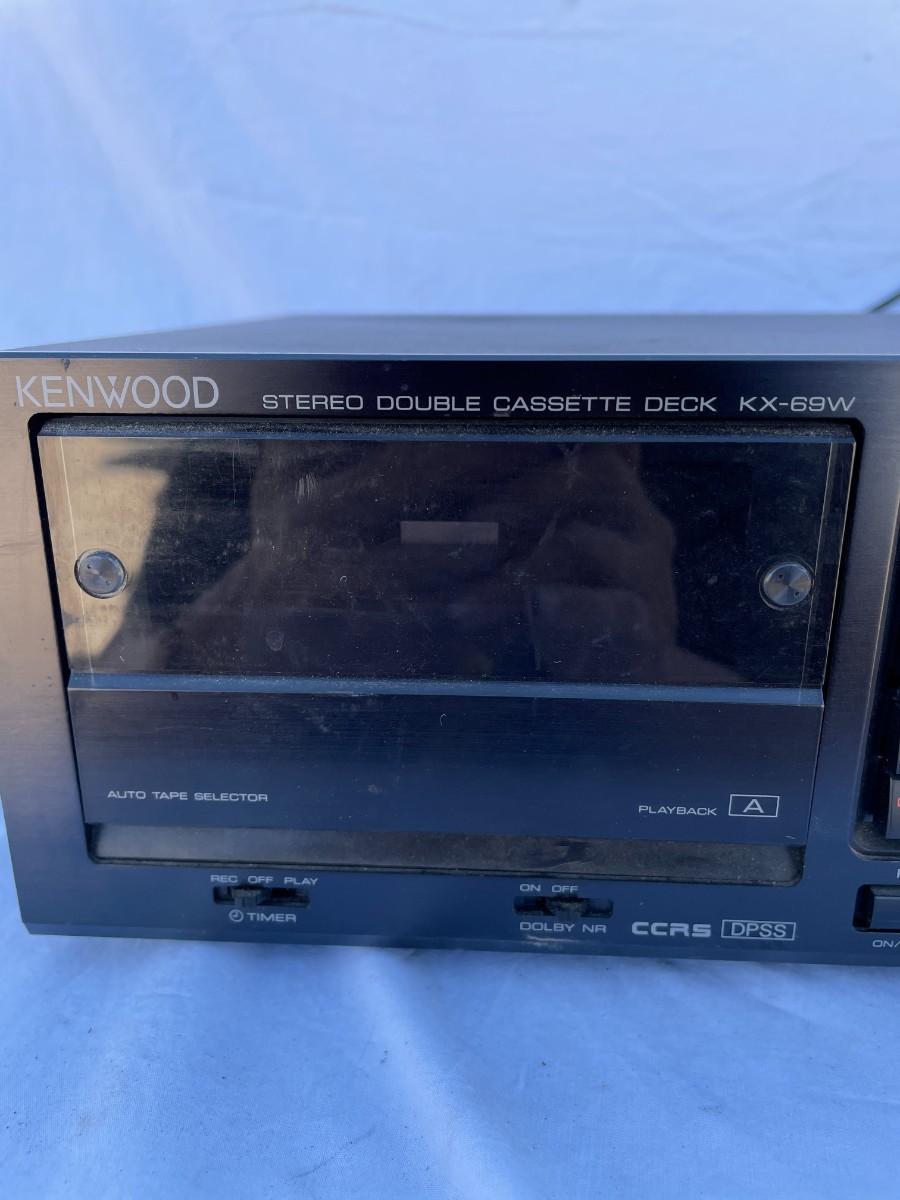 KENWOOD STEREO DOUBLE CASSETTE DECK KX-69W
AUTO TAPE SELECTOR
PLAYBACK A
REC OFF PLAY
TIMER
ON OFF
DOLBY NR
CCRS DPSS
ON/